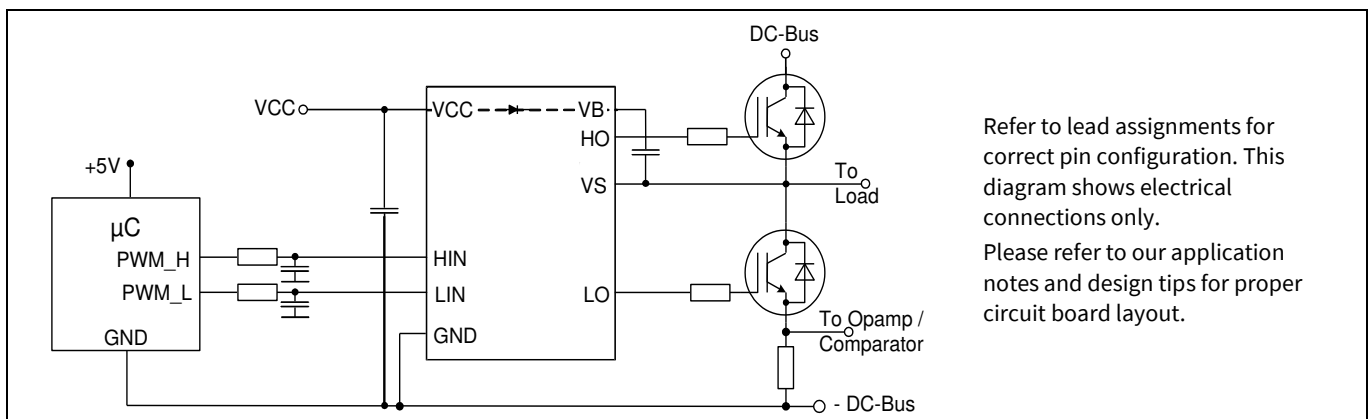 DC-Bus
VCC
VCC
VB
HO
+5V
To
Load
VS
µC
PWM_H
HIN
PWM_L
LIN
LO
GND
GND
To Opamp /
Comparator
- DC-Bus
Refer to lead assignments for
correct pin configuration. This
diagram shows electrical
connections only.
Please refer to our application
notes and design tips for proper
circuit board layout.